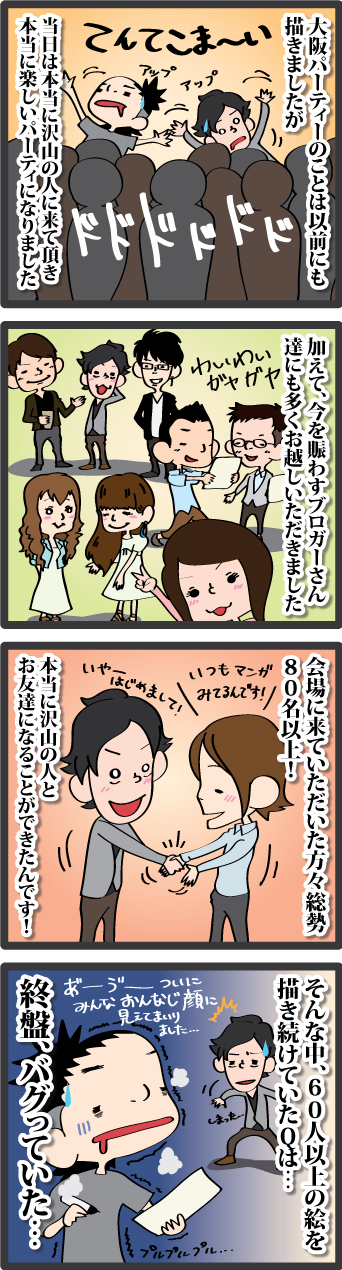 大阪パーティーのことは以前にも
描きましたが
こんてこま〜い
アップ
アップ
ドドドドドド
当日は本当に沢山の人に来て頂き
本当に楽しいパーティになりました
加えて、今を賑わすブロガーさん
達にも多くお越しいただきました
わいわい
ガヤガヤ
会場に来ていただいた方々総勢
80名以上!
いつもマンガ
みてるんです!
いやー
はじめまして!
本当に沢山の人と
お友達になることができたんです!
そんな中、60人以上の絵を
描き続けていたQは…
しまった…
あ゛ーう゛ー ついに
みんなおんなじ顔に
見えてまいり
ました…
プルプルプル…
終盤、バグっていた…